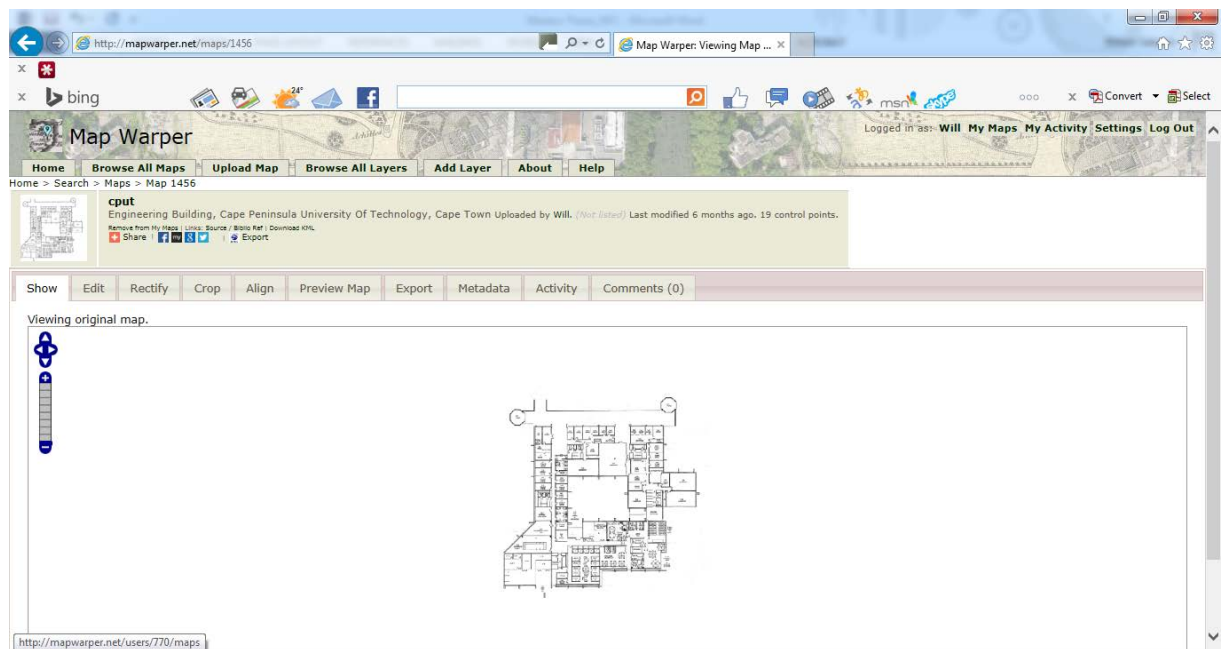 http://mapwarper.net/maps/1456
Map Warper: Viewing Map ...
bing
24°
msn
Convert
Select
Map Warper
Logged in as: Will My Maps My Activity Settings Log Out
Home Browse All Maps Upload Map Browse All Layers Add Layer About Help
Home > Search > Maps > Map 1456
cput
Engineering Building, Cape Peninsula University Of Technology, Cape Town Uploaded by Will. (Not listed) Last modified 6 months ago. 19 control points.
Remove from My Maps | Links: Source / Biblio Ref | Download KML
Share | Export
Show Edit Rectify Crop Align Preview Map Export Metadata Activity Comments (0)
Viewing original map.
http://mapwarper.net/users/770/maps